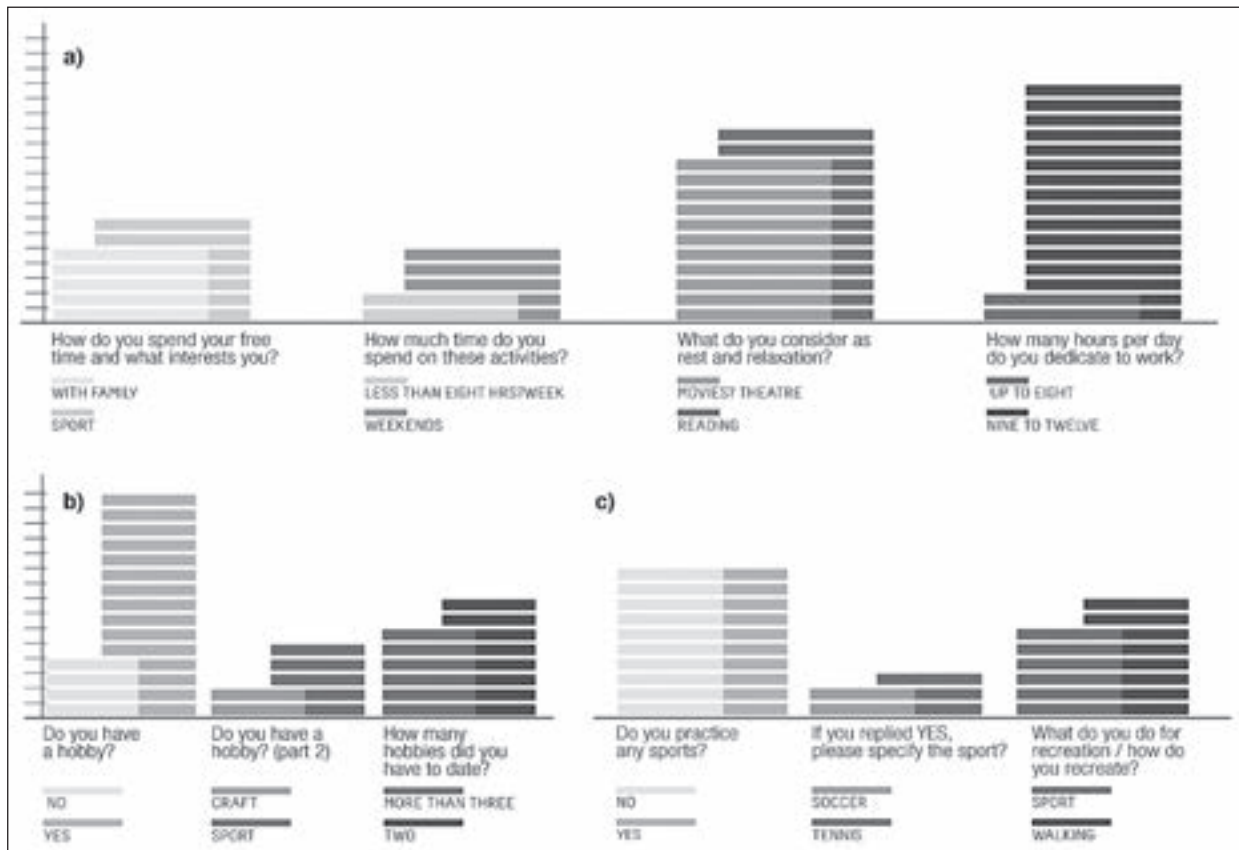 a)
How do you spend your free
time and what interests you?
WITH FAMILY
SPORT
How much time do you
spend on these activities?
LESS THAN EIGHT HRS?WEEK
WEEKENDS
What do you consider as
rest and relaxation?
MOVIES? THEATRE
READING
How many hours per day
do you dedicate to work?
UP TO EIGHT
NINE TO TWELVE
b)
Do you have
a hobby?
NO
YES
Do you have a
hobby? (part 2)
CRAFT
SPORT
How many
hobbies did you
have to date?
MORE THAN THREE
TWO
c)
Do you practice
any sports?
NO
YES
If you replied YES,
please specify the sport?
SOCCER
TENNIS
What do you do for
recreation / how do
you recreate?
SPORT
WALKING